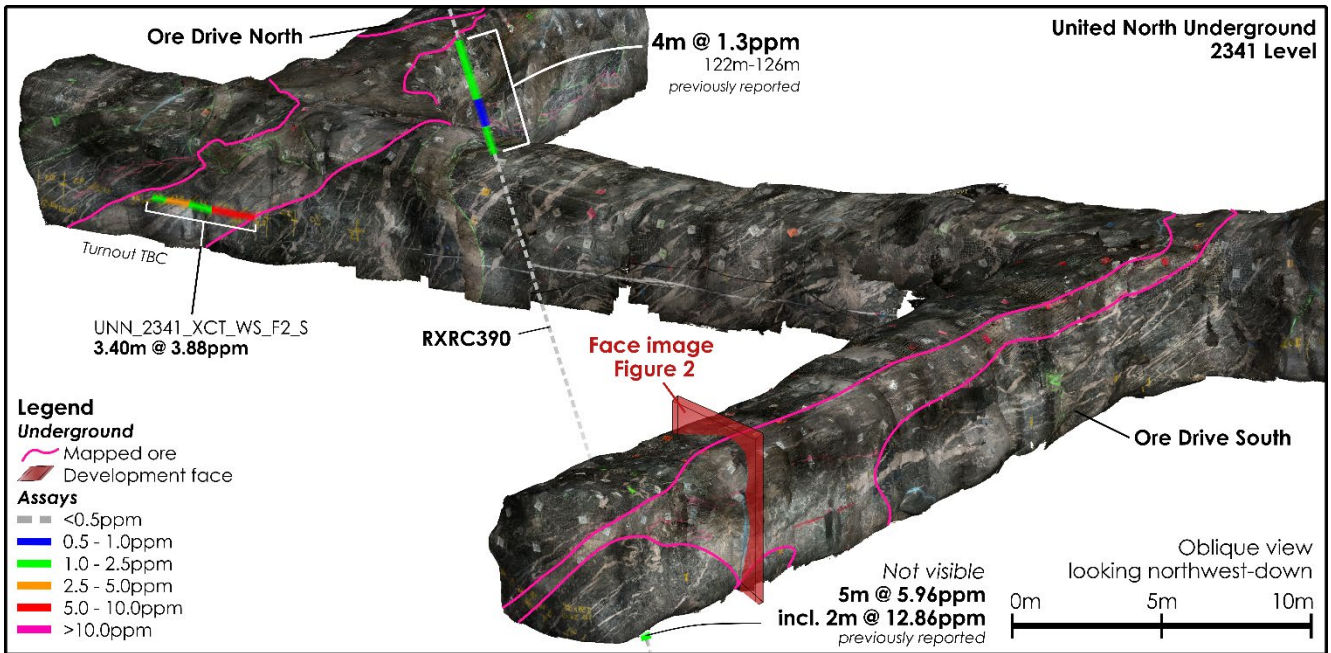 Ore Drive North
4m @ 1.3ppm
122m-126m
previously reported
United North Underground
2341 Level
Turnout TBC
UNN_2341_XCT_WS_F2_S
3.40m @ 3.88ppm
RXRC390
Face image
Figure 2
Ore Drive South
Legend
Underground
Mapped ore
Development face
Assays
<0.5ppm
0.5 - 1.0ppm
1.0 - 2.5ppm
2.5 - 5.0ppm
5.0 - 10.0ppm
>10.0ppm
Not visible
5m @ 5.96ppm
incl. 2m @ 12.86ppm
previously reported
Oblique view
looking northwest-down
0m 5m 10m